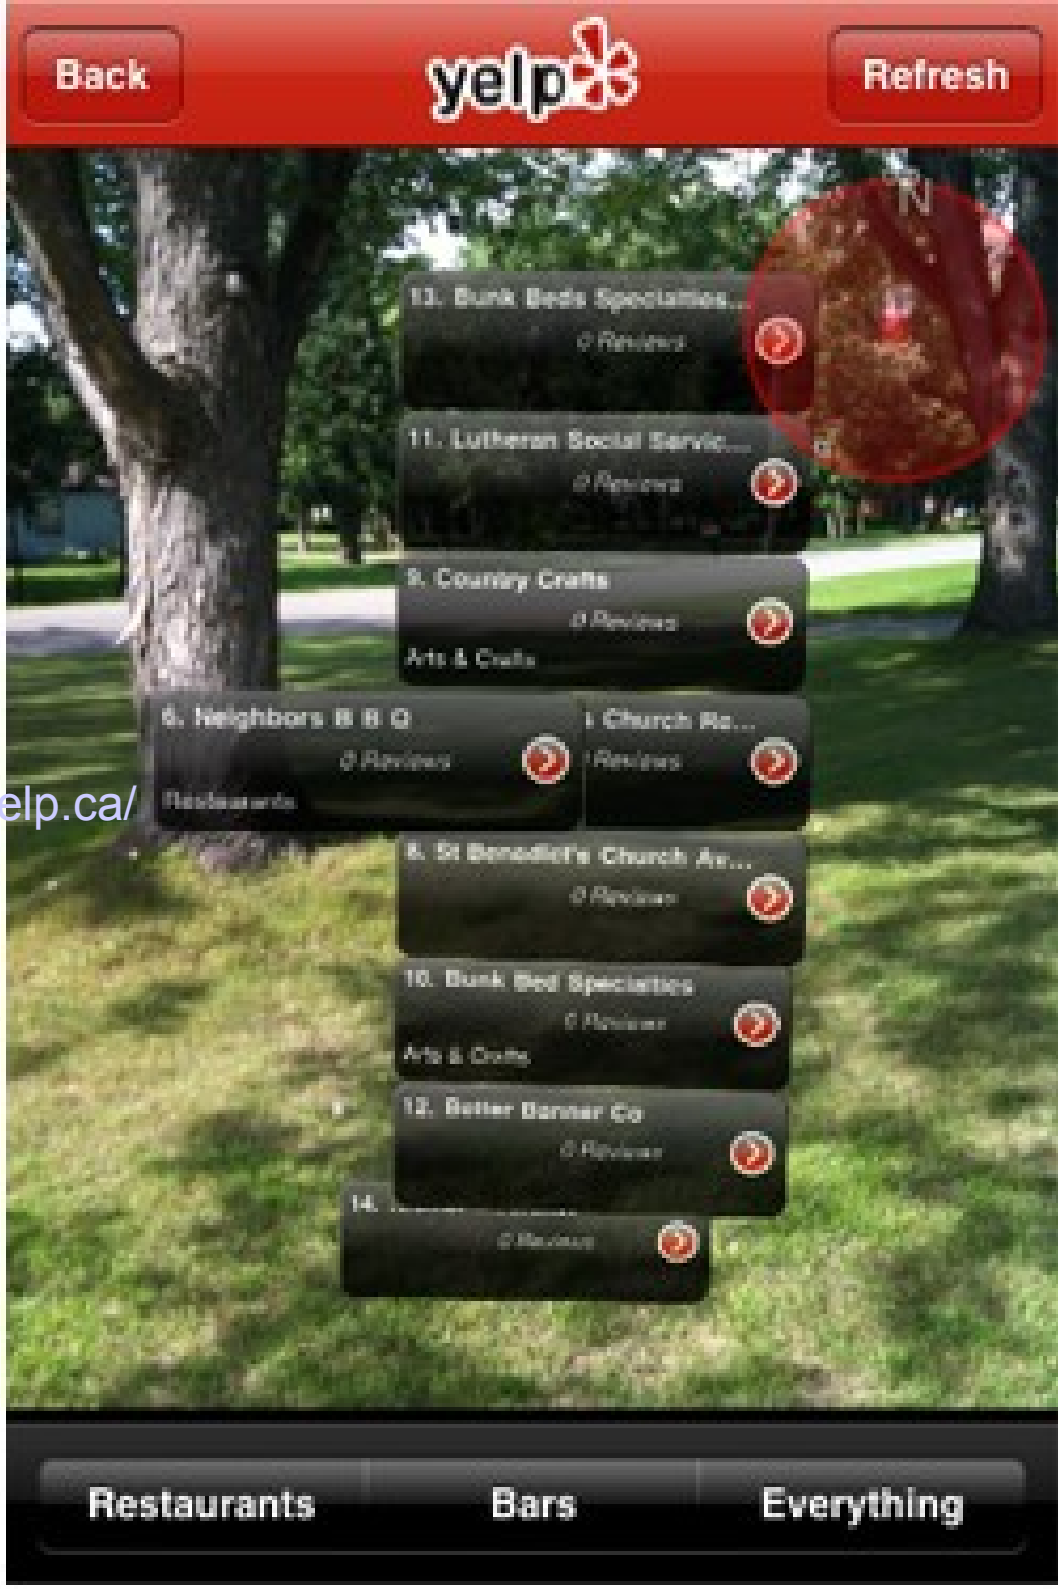 Back
yelp
Refresh
N
13. Bunk Beds Specialties...
0 Reviews
11. Lutheran Social Servic...
0 Reviews
9. Country Crafts
0 Reviews
Arts & Crafts
6. Neighbors B B Q
0 Reviews
Restaurants
Church Re...
Reviews
elp.ca/
8. St Benedict's Church Av...
0 Reviews
10. Bunk Bed Specialties
0 Reviews
Arts & Crafts
12. Better Banner Co
0 Reviews
14.
0 Reviews
Restaurants
Bars
Everything